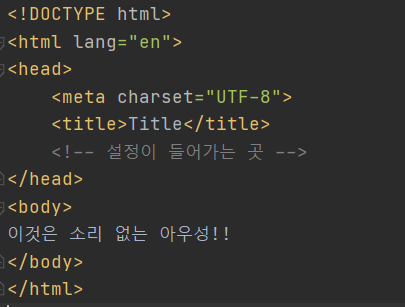 <!DOCTYPE html>
<html lang="en">
<head>
    <meta charset="UTF-8">
    <title>Title</title>
    <!-- 설정이 들어가는 곳 -->
</head>
<body>
이것은 소리 없는 아우성!!
</body>
</html>